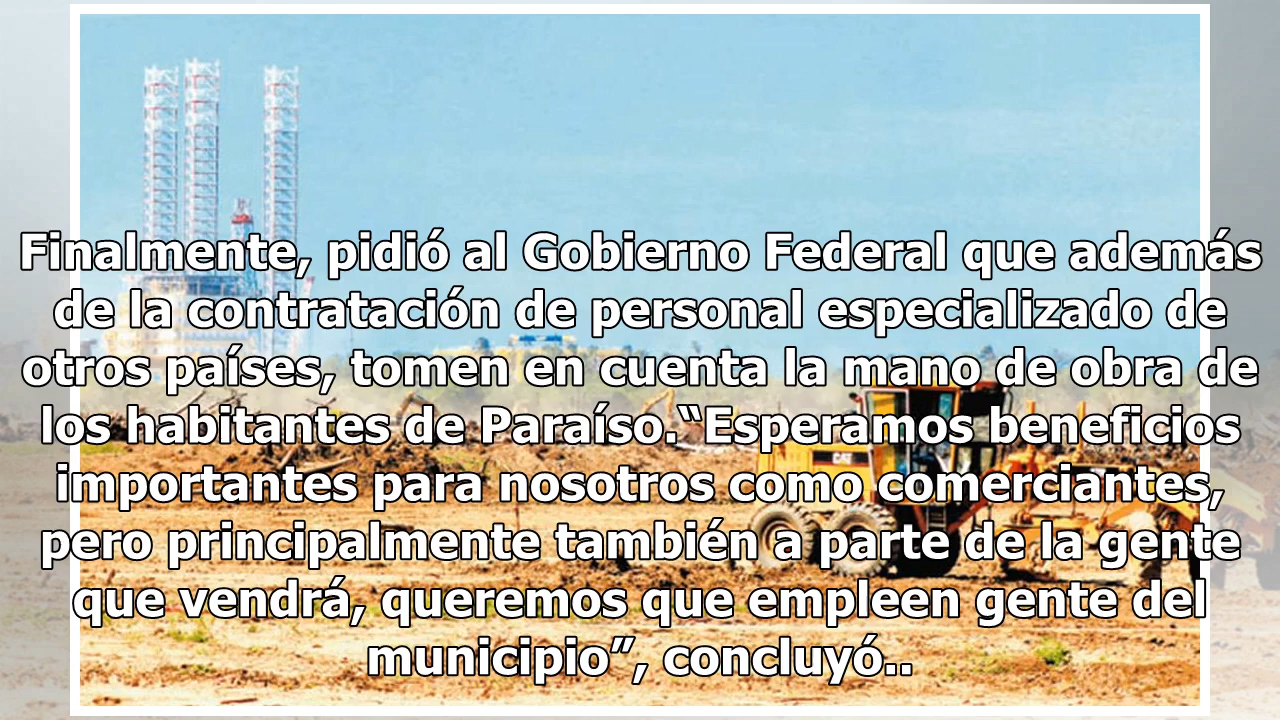 Finalmente, pidió al Gobierno Federal que además
de la contratación de personal especializado de
otros países, tomen en cuenta la mano de obra de
los habitantes de Paraíso.“Esperamos beneficios
importantes para nosotros como comerciantes,
pero principalmente también a parte de la gente
que vendrá, queremos que empleen gente del
municipio”, concluyó..
CAT